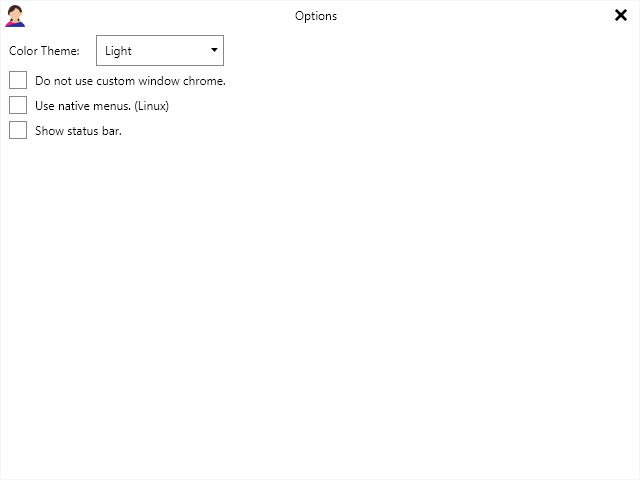 Options
Color Theme: Light
Do not use custom window chrome.
Use native menus. (Linux)
Show status bar.